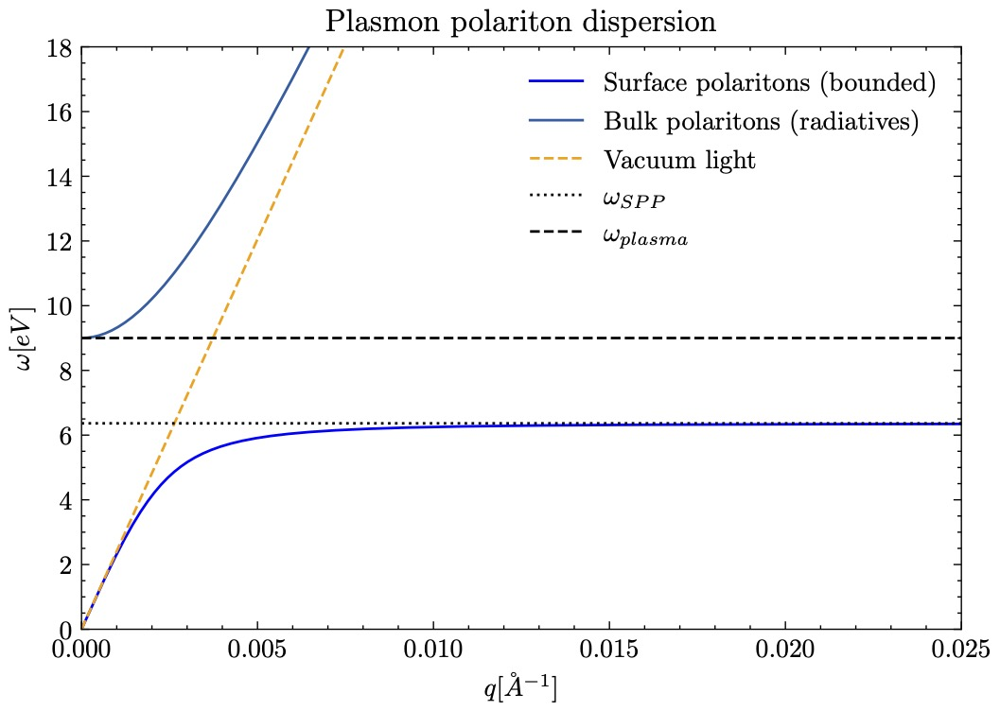 Plasmon polariton dispersion
18
16
14
12
10
8
6
4
2
0
ω[eV]
Surface polaritons (bounded)
Bulk polaritons (radiatives)
Vacuum light
ω_SPP
ω_plasma
0.000 0.005 0.010 0.015 0.020 0.025
q[Å⁻¹]